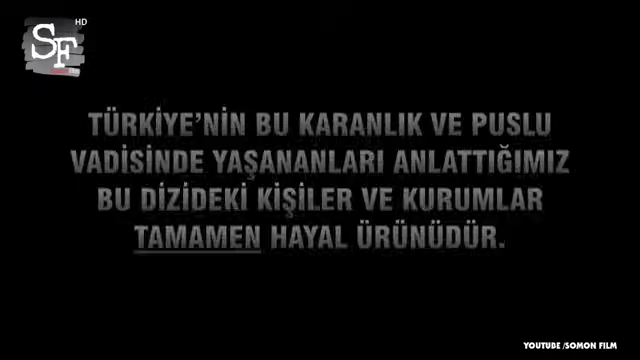 SF
HD
TÜRKİYE'NİN BU KARANLIK VE PUSLU
VADİSİNDE YAŞANANLARI ANLATTIĞIMIZ
BU DİZİDEKİ KİŞİLER VE KURUMLAR
TAMAMEN HAYAL ÜRÜNÜDÜR.
YOUTUBE /SOMON FILM